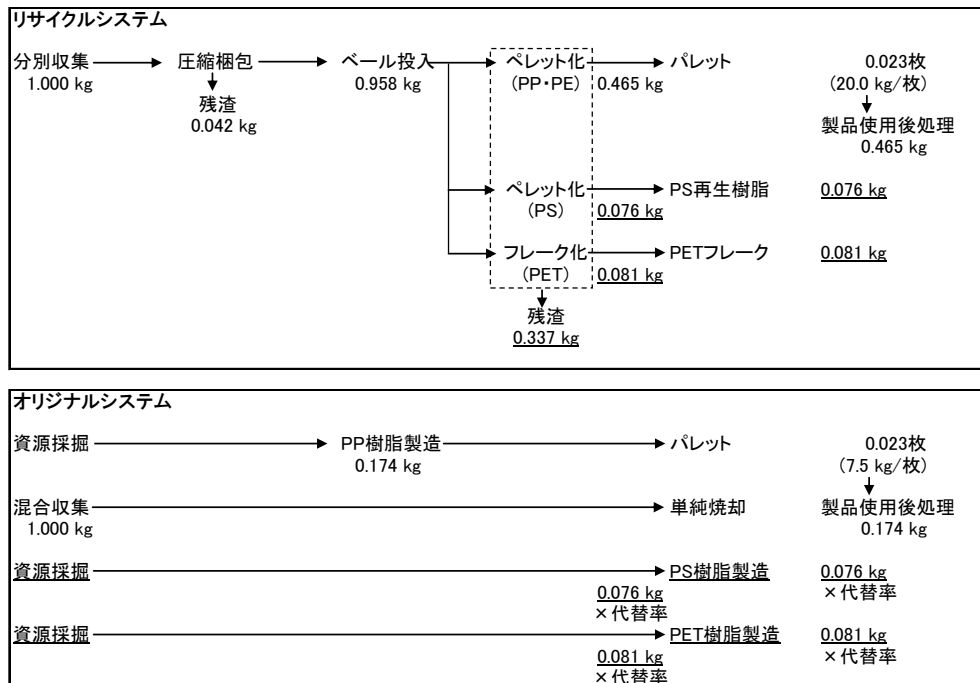 リサイクルシステム
分別収集 圧縮梱包 ベール投入 ペレット化 パレット 0.023枚
1.000 kg 0.958 kg (PP・PE) 0.465 kg (20.0 kg/枚)
残渣 製品使用後処理
0.042 kg 0.465 kg
ペレット化 PS再生樹脂 0.076 kg
(PS) 0.076 kg
フレーク化 PETフレーク 0.081 kg
(PET) 0.081 kg
残渣
0.337 kg
オリジナルシステム
資源採掘 PP樹脂製造 パレット 0.023枚
0.174 kg (7.5 kg/枚)
混合収集 単純焼却 製品使用後処理
1.000 kg 0.174 kg
資源採掘 PS樹脂製造 0.076 kg
0.076 kg ×代替率
×代替率
資源採掘 PET樹脂製造 0.081 kg
0.081 kg ×代替率
×代替率